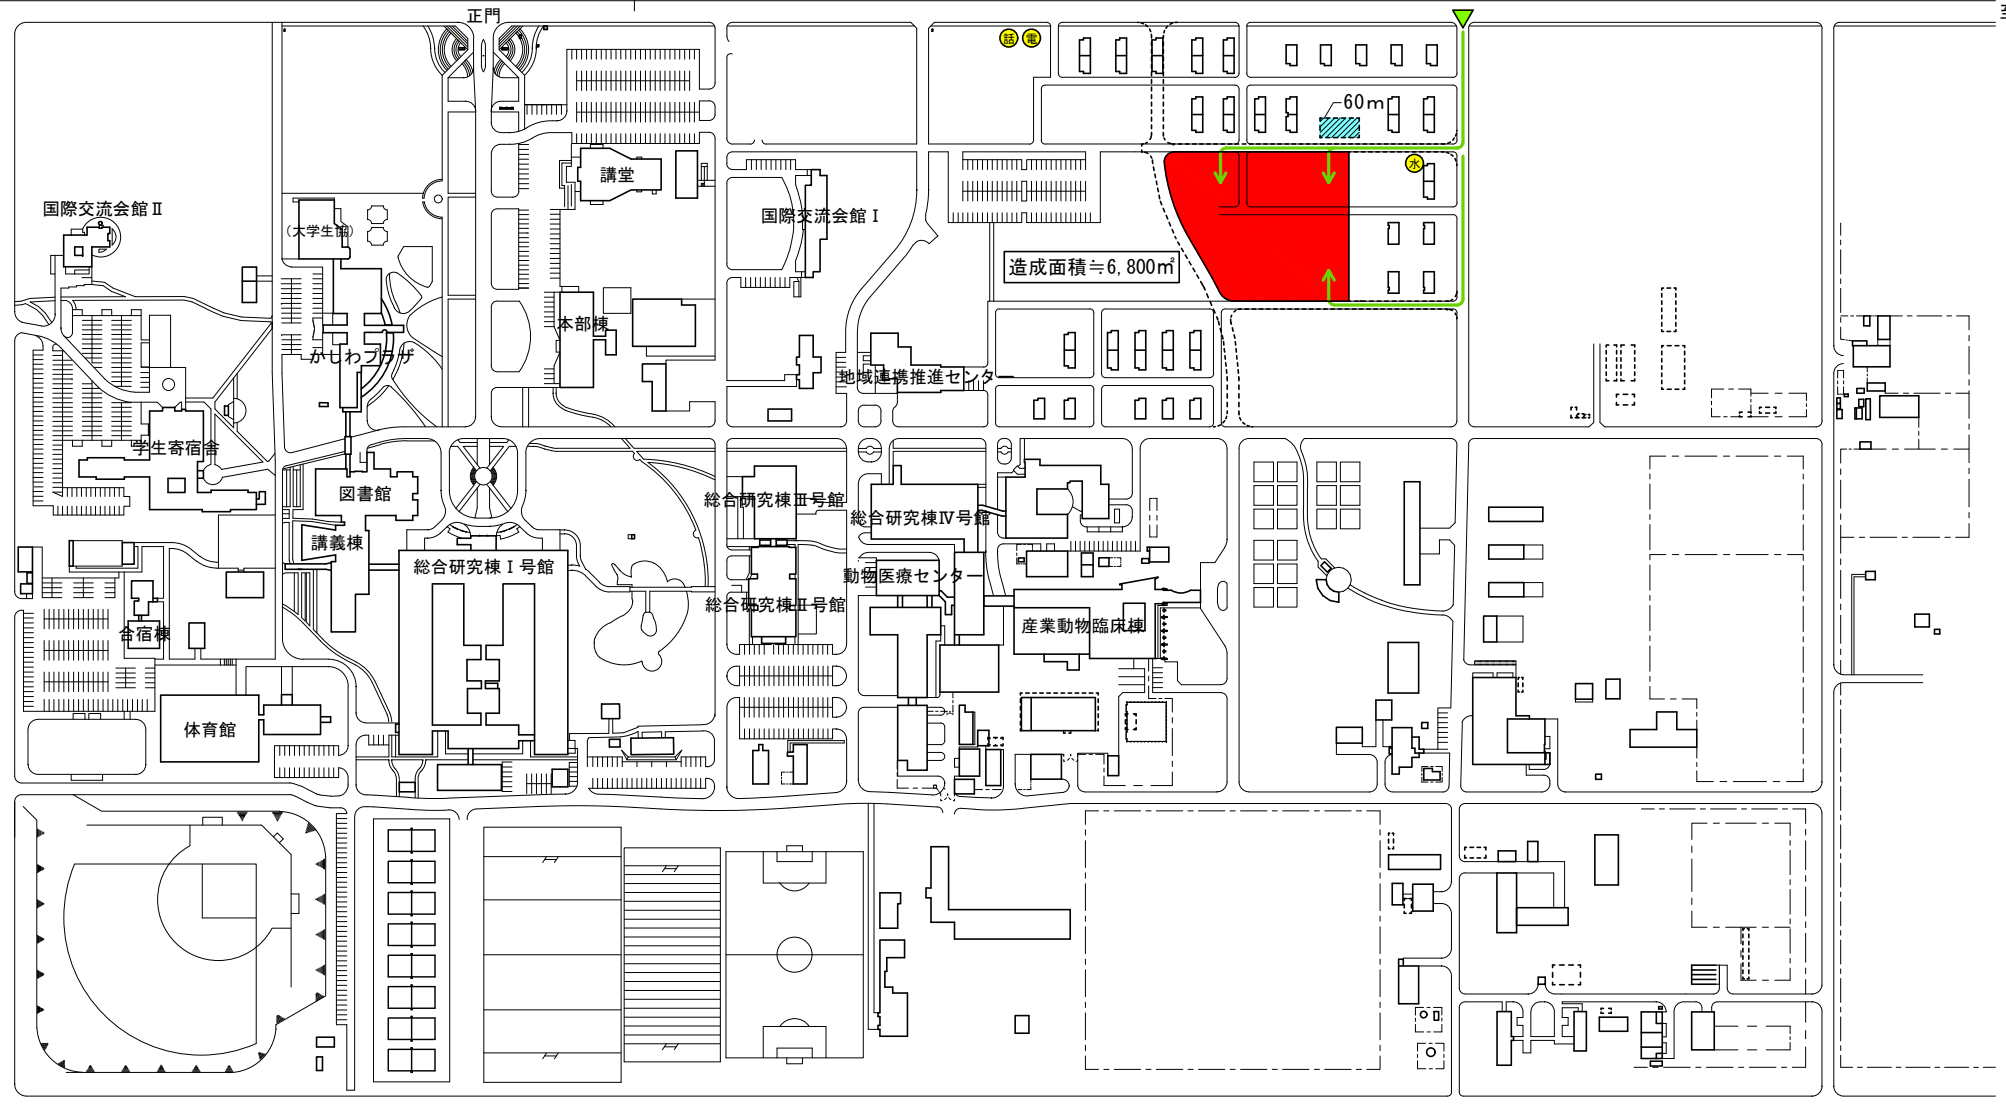 正門
話
電
60m
講堂
水
国際交流会館Ⅱ
(大学生協)
国際交流会館Ⅰ
造成面積≒6,800㎡
本部棟
かしわプラザ
地域連携推進センター
学生寄宿舎
図書館
総合研究棟Ⅲ号館
総合研究棟Ⅳ号館
講義棟
総合研究棟Ⅰ号館
動物医療センター
総合研究棟Ⅱ号館
産業動物臨床棟
合宿棟
体育館